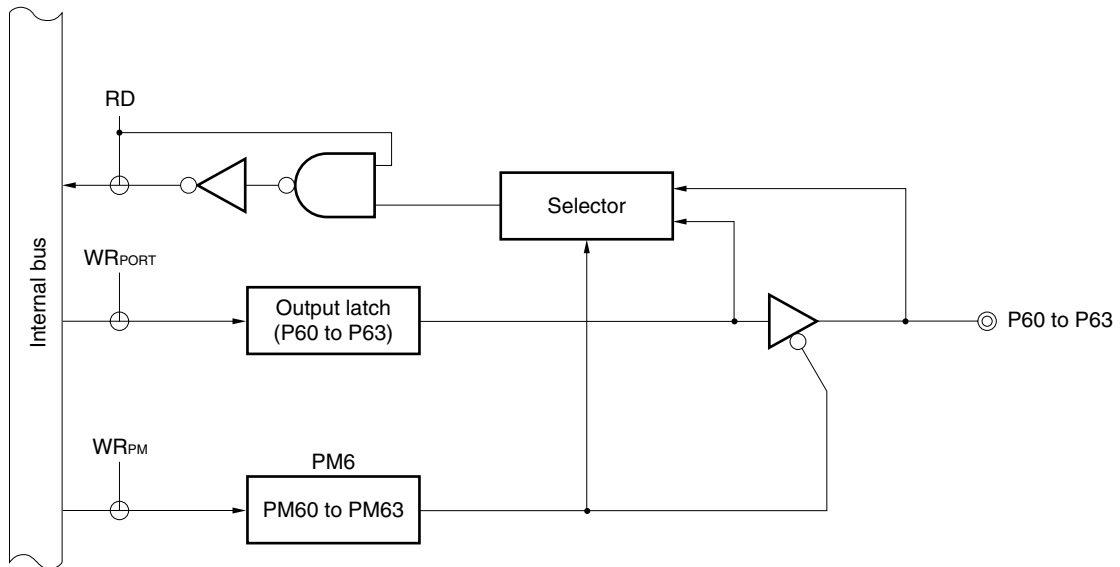 RD
Selector
Internal bus
WRPORT
Output latch
(P60 to P63)
P60 to P63
WRPM
PM6
PM60 to PM63